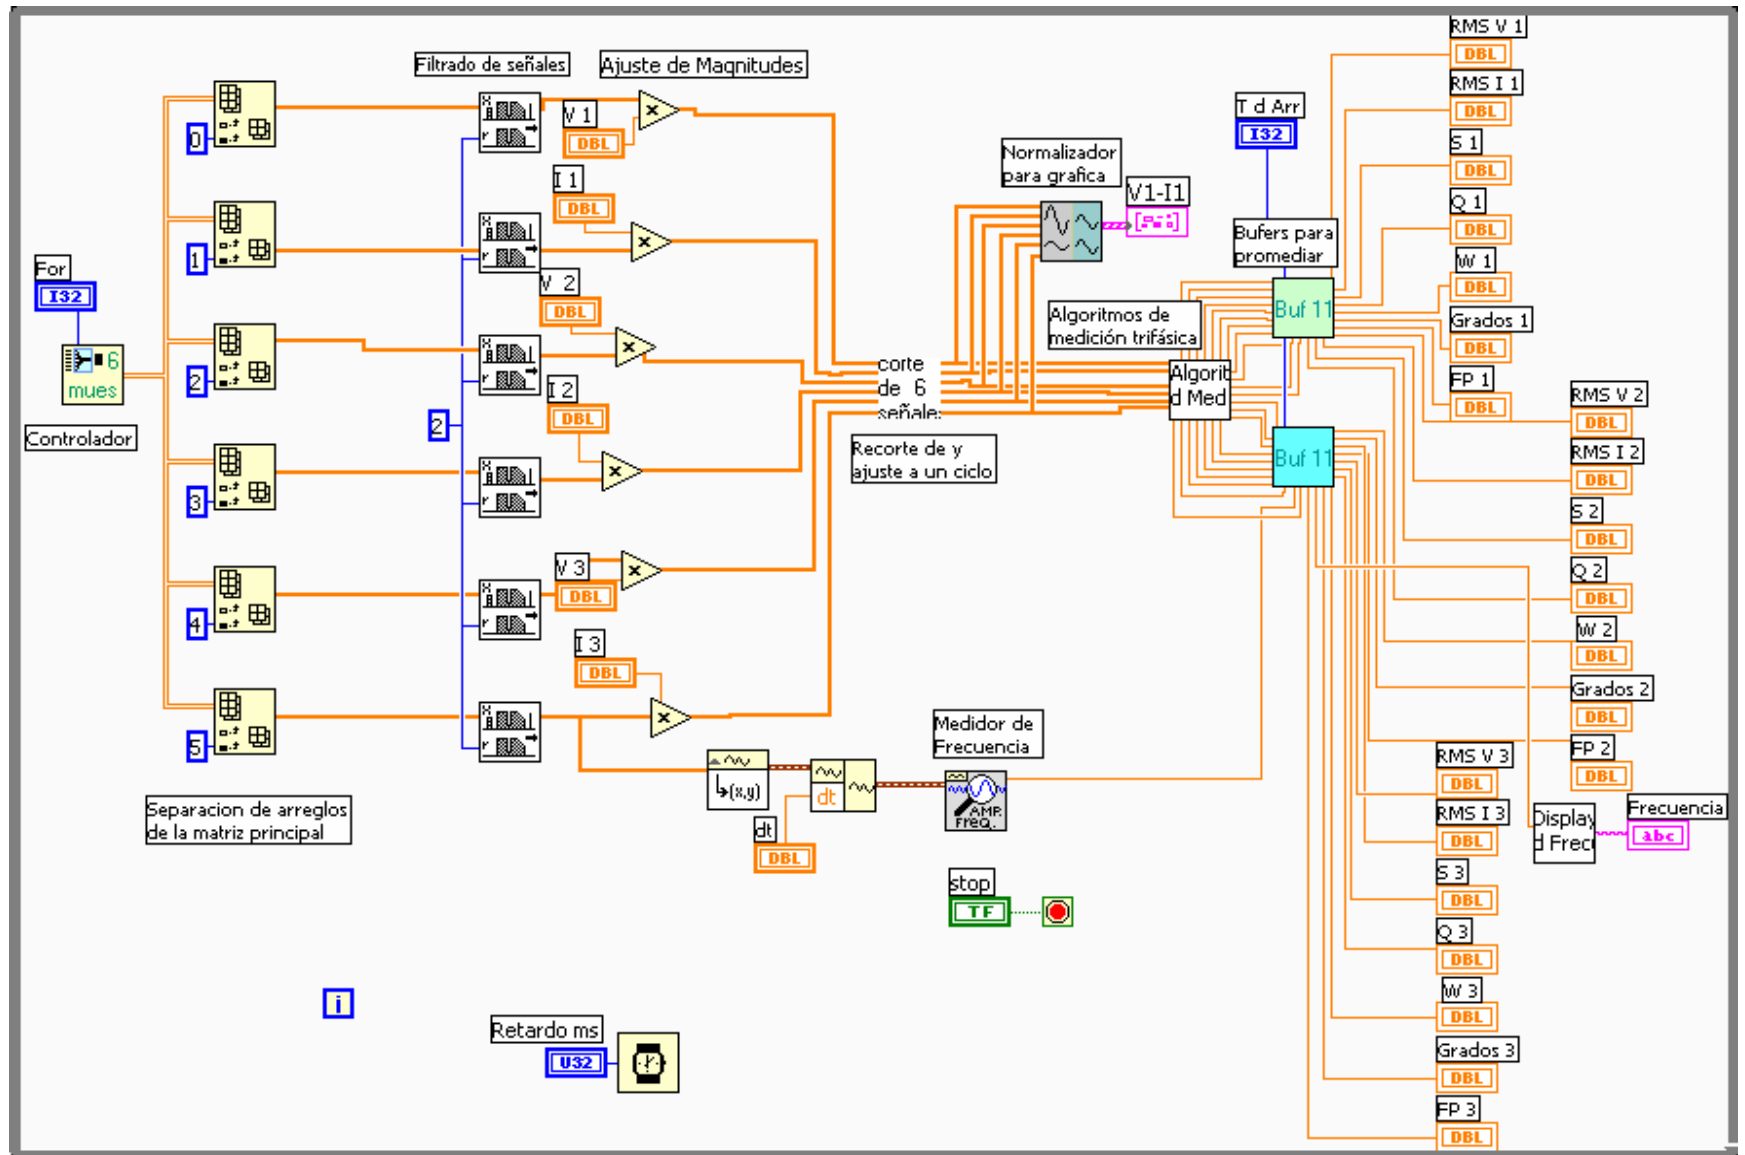 Filtrado de señales
Ajuste de Magnitudes
V 1
DBL
I 1
DBL
V 2
DBL
I 2
DBL
V 3
DBL
I 3
DBL
0
1
2
3
4
5
2
For
I32
6
mues
Controlador
Separacion de arreglos
de la matriz principal
x
r
x
r
x
r
x
r
x
r
x
r
x
x
x
x
x
x
corte
de 6
señale
Recorte de y
ajuste a un ciclo
Normalizador
para grafica
V1-I1
T d Arr
I32
Bufers para
promediar
Algoritmos de
medición trifásica
Algorit
d Med
Buf 11
Buf 11
(x,y)
dt
dt
DBL
Medidor de
Frecuencia
AMP.
FREQ.
stop
TF
i
Retardo ms
U32
RMS V 1
DBL
RMS I 1
DBL
S 1
DBL
Q 1
DBL
W 1
DBL
Grados 1
DBL
FP 1
DBL
RMS V 2
DBL
RMS I 2
DBL
S 2
DBL
Q 2
DBL
W 2
DBL
Grados 2
DBL
FP 2
DBL
RMS V 3
DBL
RMS I 3
DBL
S 3
DBL
Q 3
DBL
W 3
DBL
Grados 3
DBL
FP 3
DBL
Display
d Frec
Frecuencia
abc